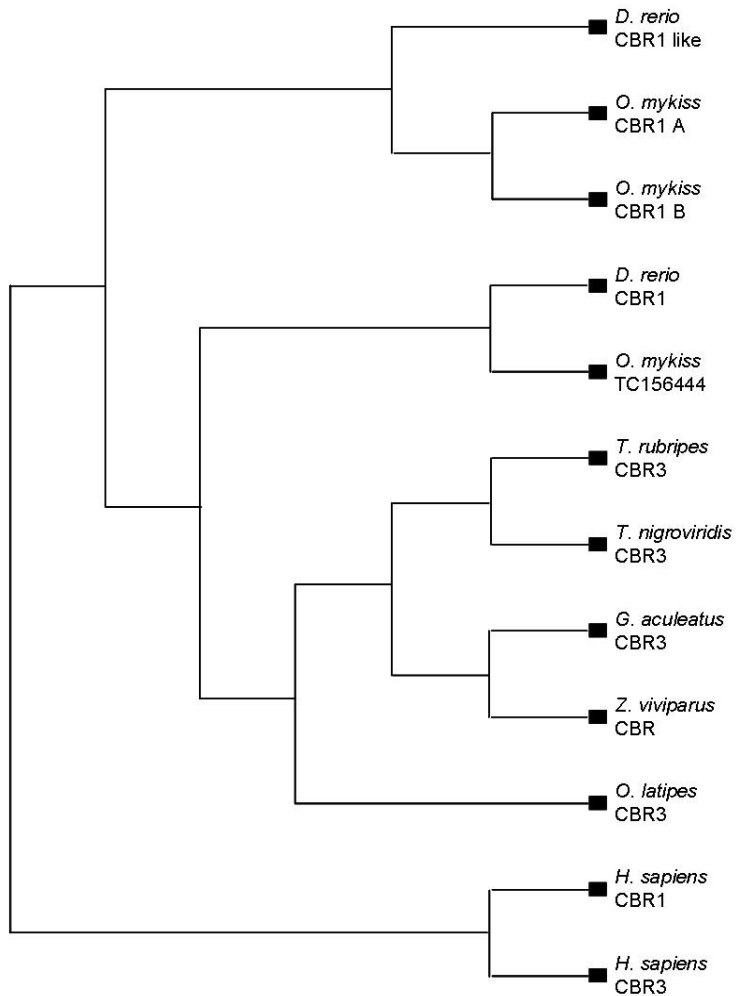 D. rerio
CBR1 like
O. mykiss
CBR1 A
O. mykiss
CBR1 B
D. rerio
CBR1
O. mykiss
TC156444
T. rubripes
CBR3
T. nigroviridis
CBR3
G. aculeatus
CBR3
Z. viviparus
CBR
O. latipes
CBR3
H. sapiens
CBR1
H. sapiens
CBR3